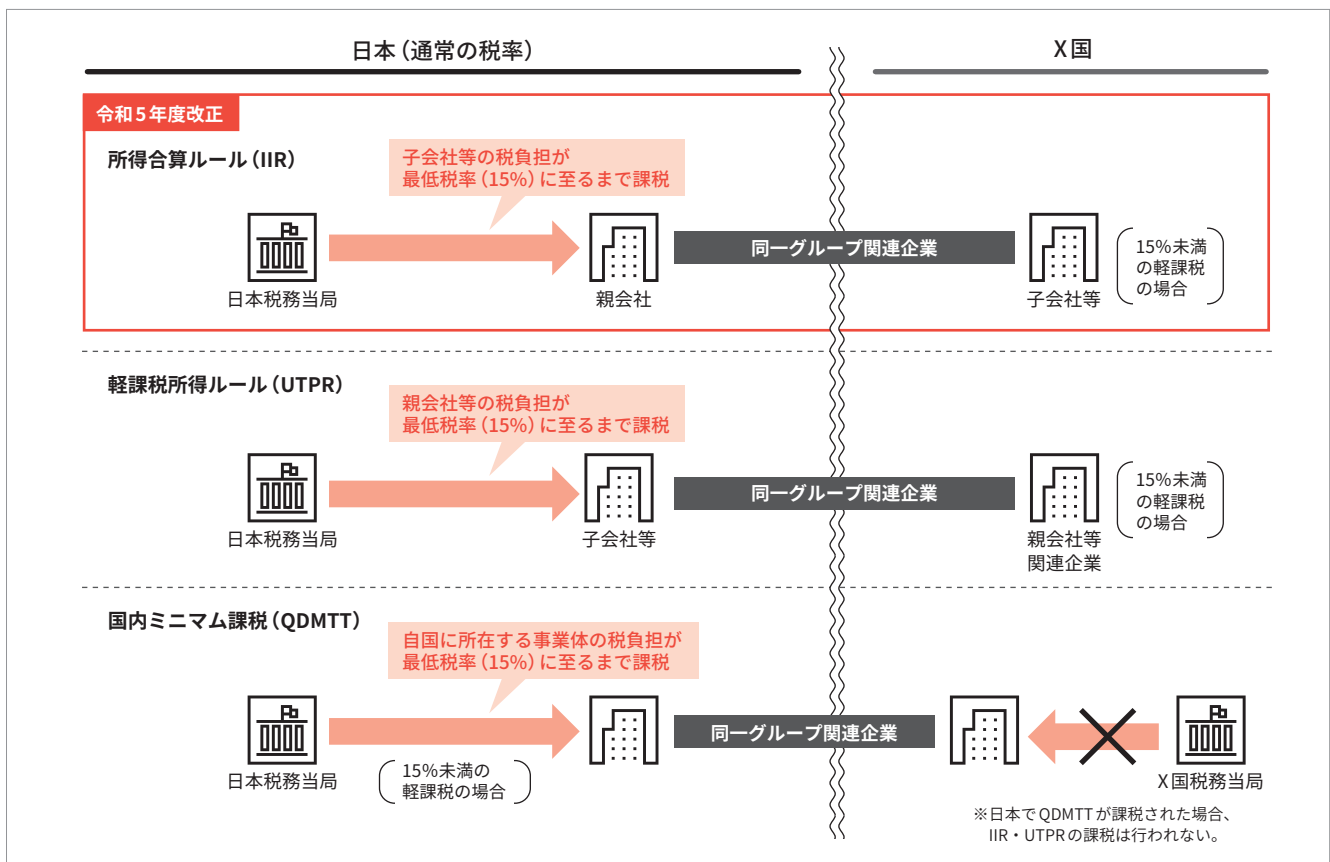 日本（通常の税率）
X国
令和5年度改正
所得合算ルール（IIR）
子会社等の税負担が
最低税率（15%）に至るまで課税
日本税務当局
親会社
同一グループ関連企業
子会社等
15%未満
の軽課税
の場合
軽課税所得ルール（UTPR）
親会社等の税負担が
最低税率（15%）に至るまで課税
日本税務当局
子会社等
同一グループ関連企業
親会社等
関連企業
15%未満
の軽課税
の場合
国内ミニマム課税（QDMTT）
自国に所在する事業体の税負担が
最低税率（15%）に至るまで課税
日本税務当局
15%未満の
軽課税の場合
同一グループ関連企業
X国税務当局
※日本でQDMTTが課税された場合、
IIR・UTPRの課税は行われない。